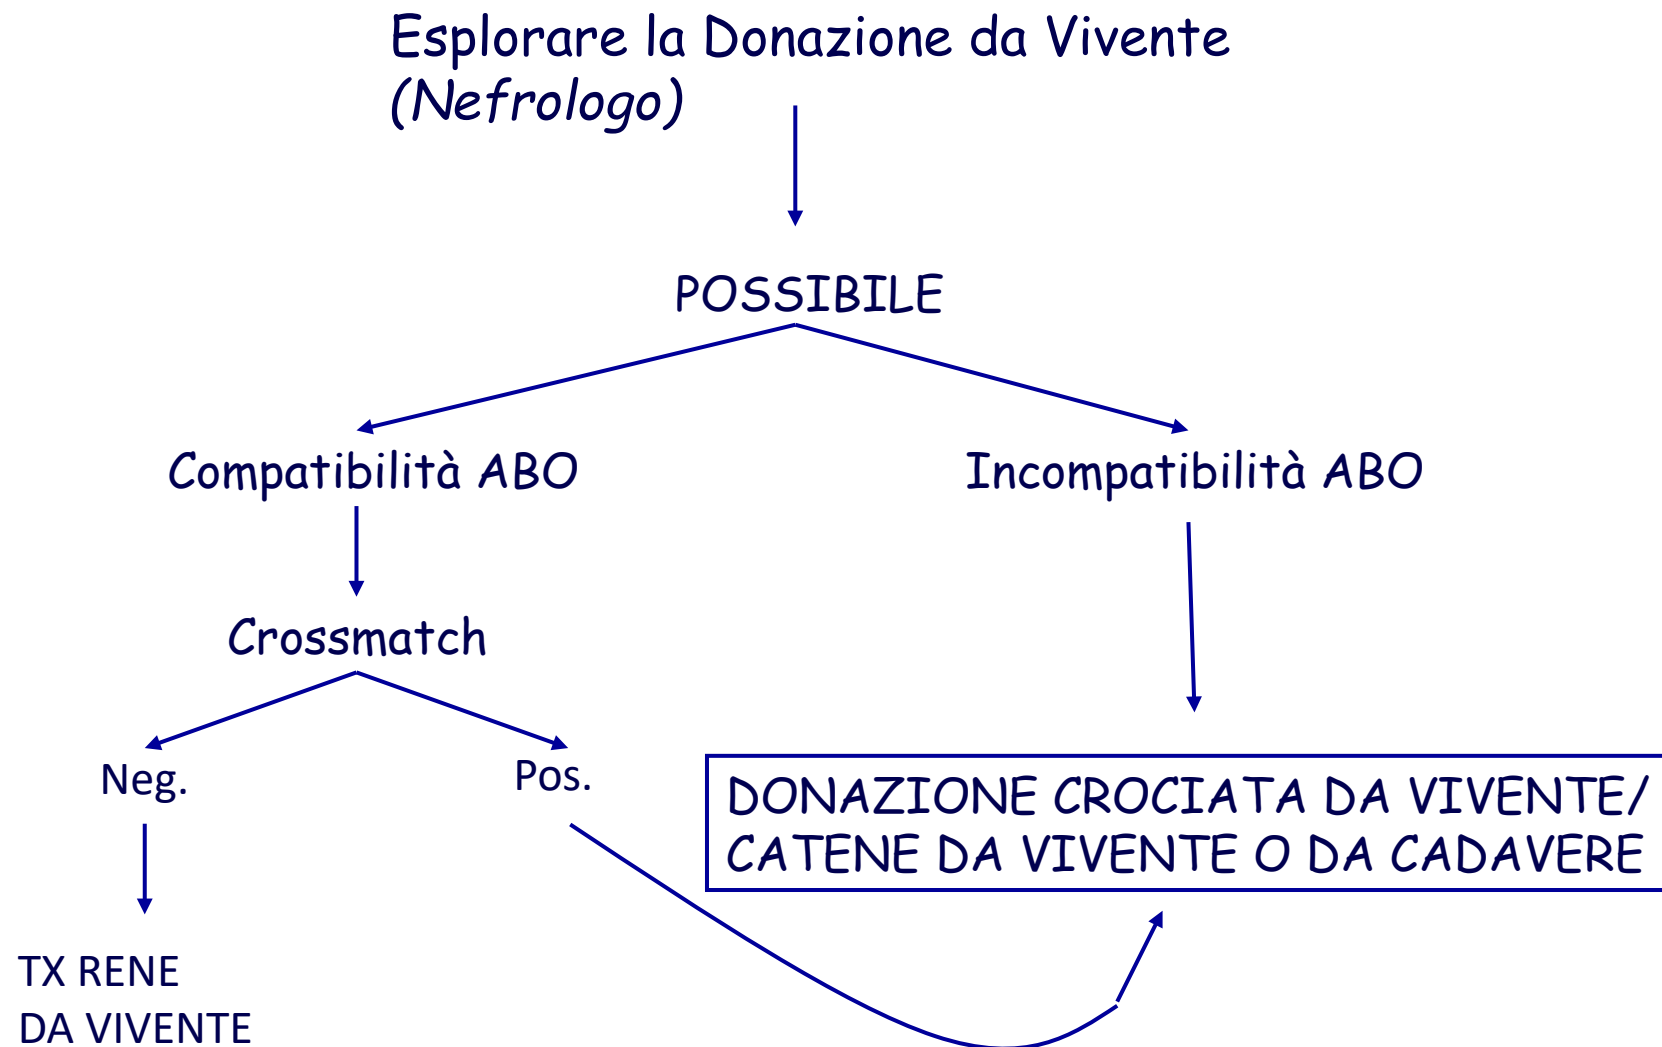 Esplorare la Donazione da Vivente
(Nefrologo)
POSSIBILE
Compatibilità ABO
Incompatibilità ABO
Crossmatch
Neg.
Pos.
DONAZIONE CROCIATA DA VIVENTE/
CATENE DA VIVENTE O DA CADAVERE
TX RENE
DA VIVENTE